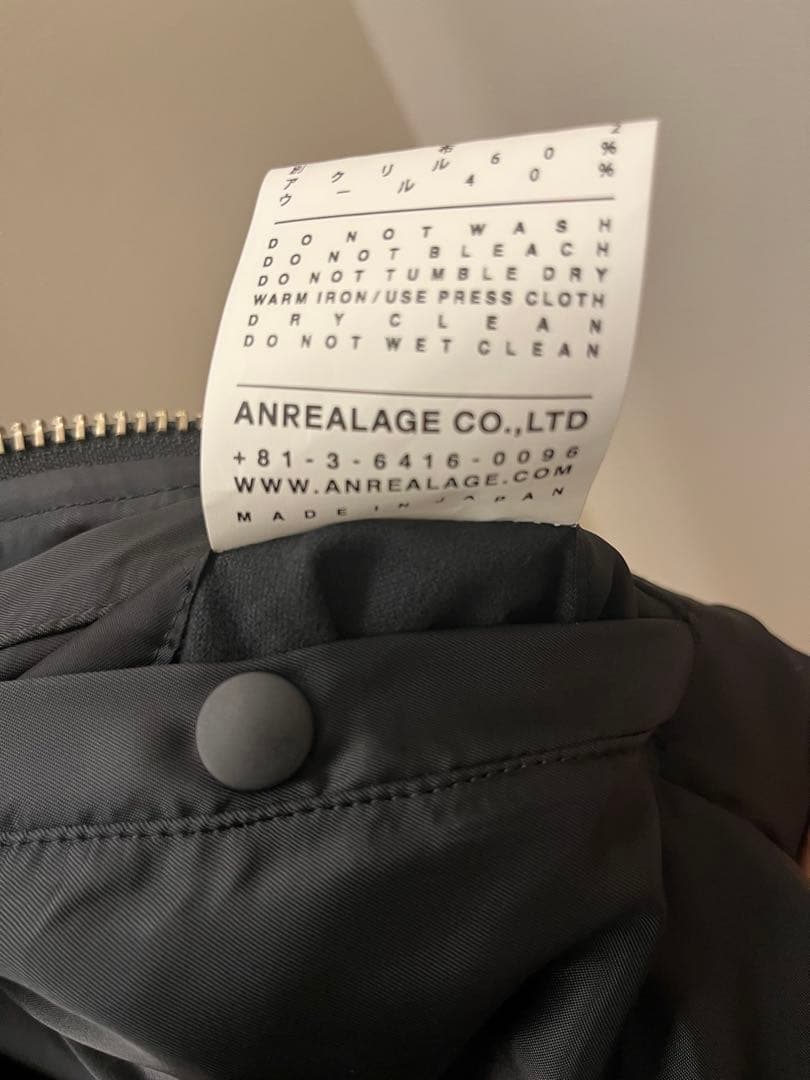 アクリル 60%
ウール 40%
DO NOT WASH
DO NOT BLEACH
DO NOT TUMBLE DRY
WARM IRON/USE PRESS CLOTH
DRY CLEAN
DO NOT WET CLEAN
ANREALAGE CO.,LTD
+81-3-6416-0096
WWW.ANREALAGE.COM
MADE IN JAPAN